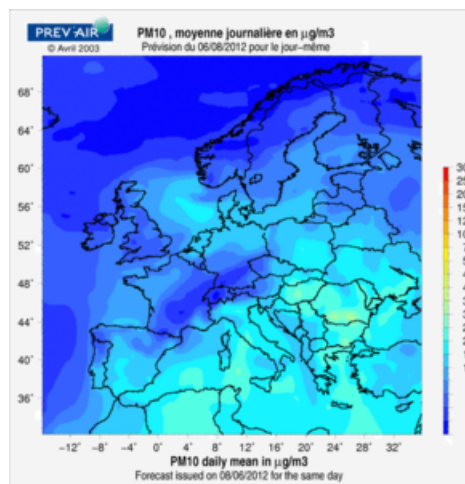 PREV'AIR
© Avril 2003
PM10 , moyenne journalière en µg/m3
Prévision du 06/08/2012 pour le jour-même
68˚
64˚
60˚
56˚
52˚
48˚
44˚
40˚
36˚
−12˚ −8˚ −4˚ 0˚ 4˚ 8˚ 12˚ 16˚ 20˚ 24˚ 28˚ 32˚
PM10 daily mean in µg/m3
Forecast issued on 08/06/2012 for the same day